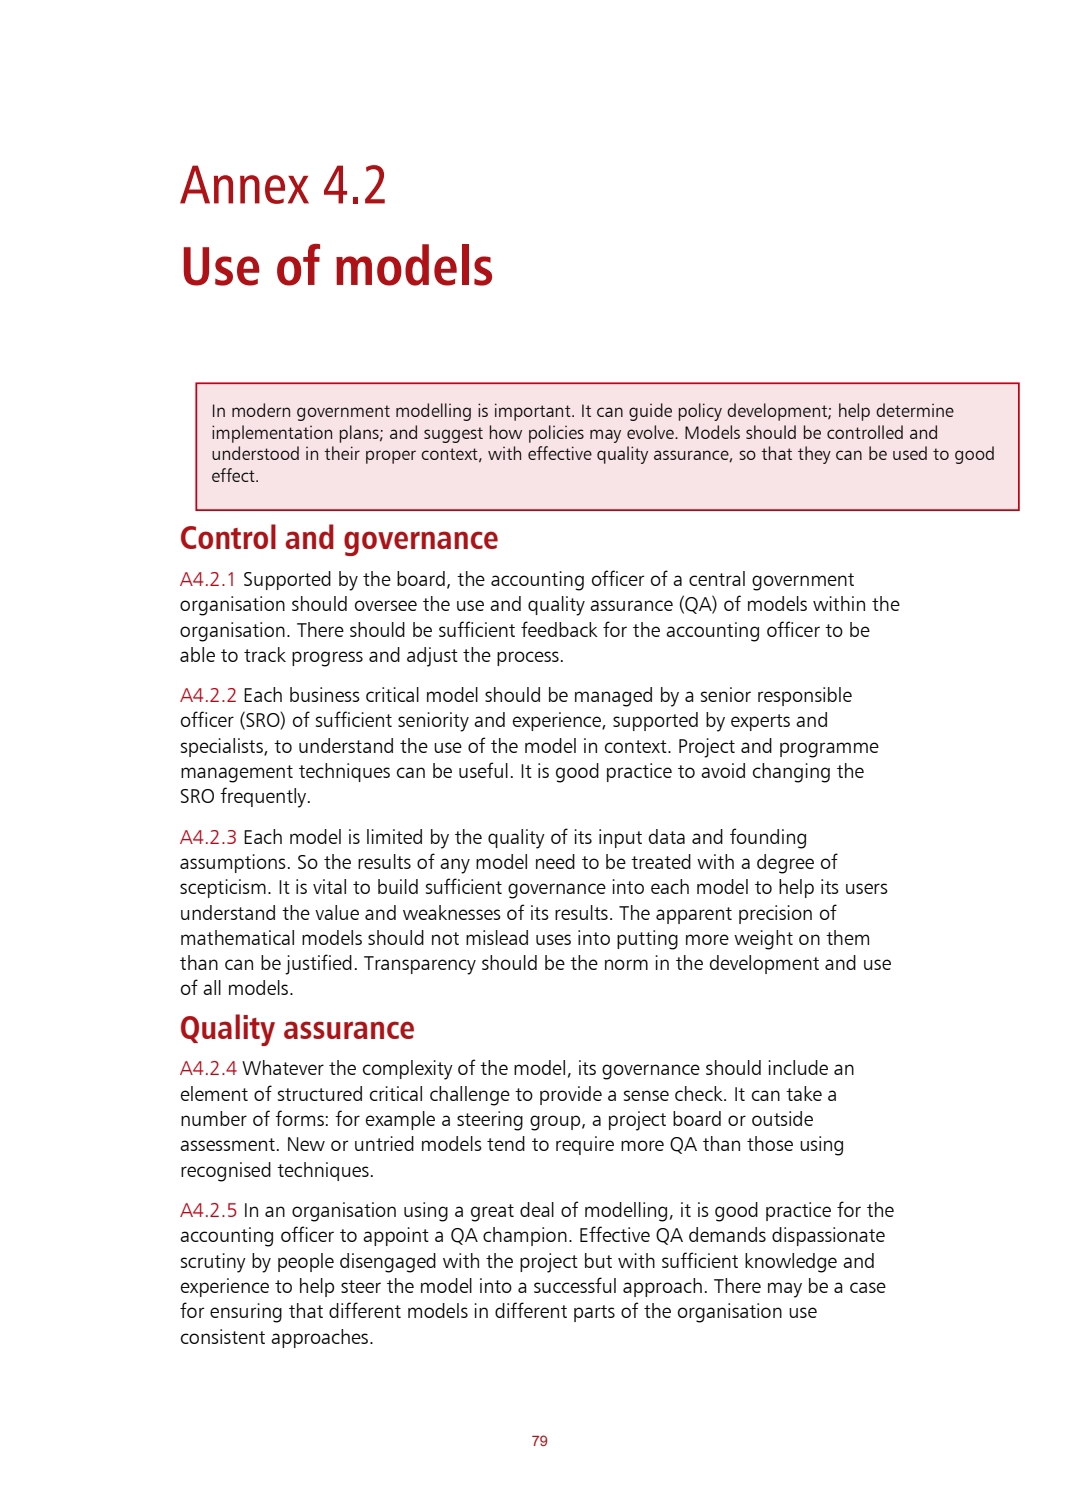 Annex 4.2
Use of models
In modern government modelling is important. It can guide policy development; help determine
implementation plans; and suggest how policies may evolve. Models should be controlled and
understood in their proper context, with effective quality assurance, so that they can be used to good
effect.
Control and governance
A4.2.1 Supported by the board, the accounting officer of a central government
organisation should oversee the use and quality assurance (QA) of models within the
organisation. There should be sufficient feedback for the accounting officer to be
able to track progress and adjust the process.
A4.2.2 Each business critical model should be managed by a senior responsible
officer (SRO) of sufficient seniority and experience, supported by experts and
specialists, to understand the use of the model in context. Project and programme
management techniques can be useful. It is good practice to avoid changing the
SRO frequently.
A4.2.3 Each model is limited by the quality of its input data and founding
assumptions. So the results of any model need to be treated with a degree of
scepticism. It is vital to build sufficient governance into each model to help its users
understand the value and weaknesses of its results. The apparent precision of
mathematical models should not mislead uses into putting more weight on them
than can be justified. Transparency should be the norm in the development and use
of all models.
Quality assurance
A4.2.4 Whatever the complexity of the model, its governance should include an
element of structured critical challenge to provide a sense check. It can take a
number of forms: for example a steering group, a project board or outside
assessment. New or untried models tend to require more QA than those using
recognised techniques.
A4.2.5 In an organisation using a great deal of modelling, it is good practice for the
accounting officer to appoint a QA champion. Effective QA demands dispassionate
scrutiny by people disengaged with the project but with sufficient knowledge and
experience to help steer the model into a successful approach. There may be a case
for ensuring that different models in different parts of the organisation use
consistent approaches.
79